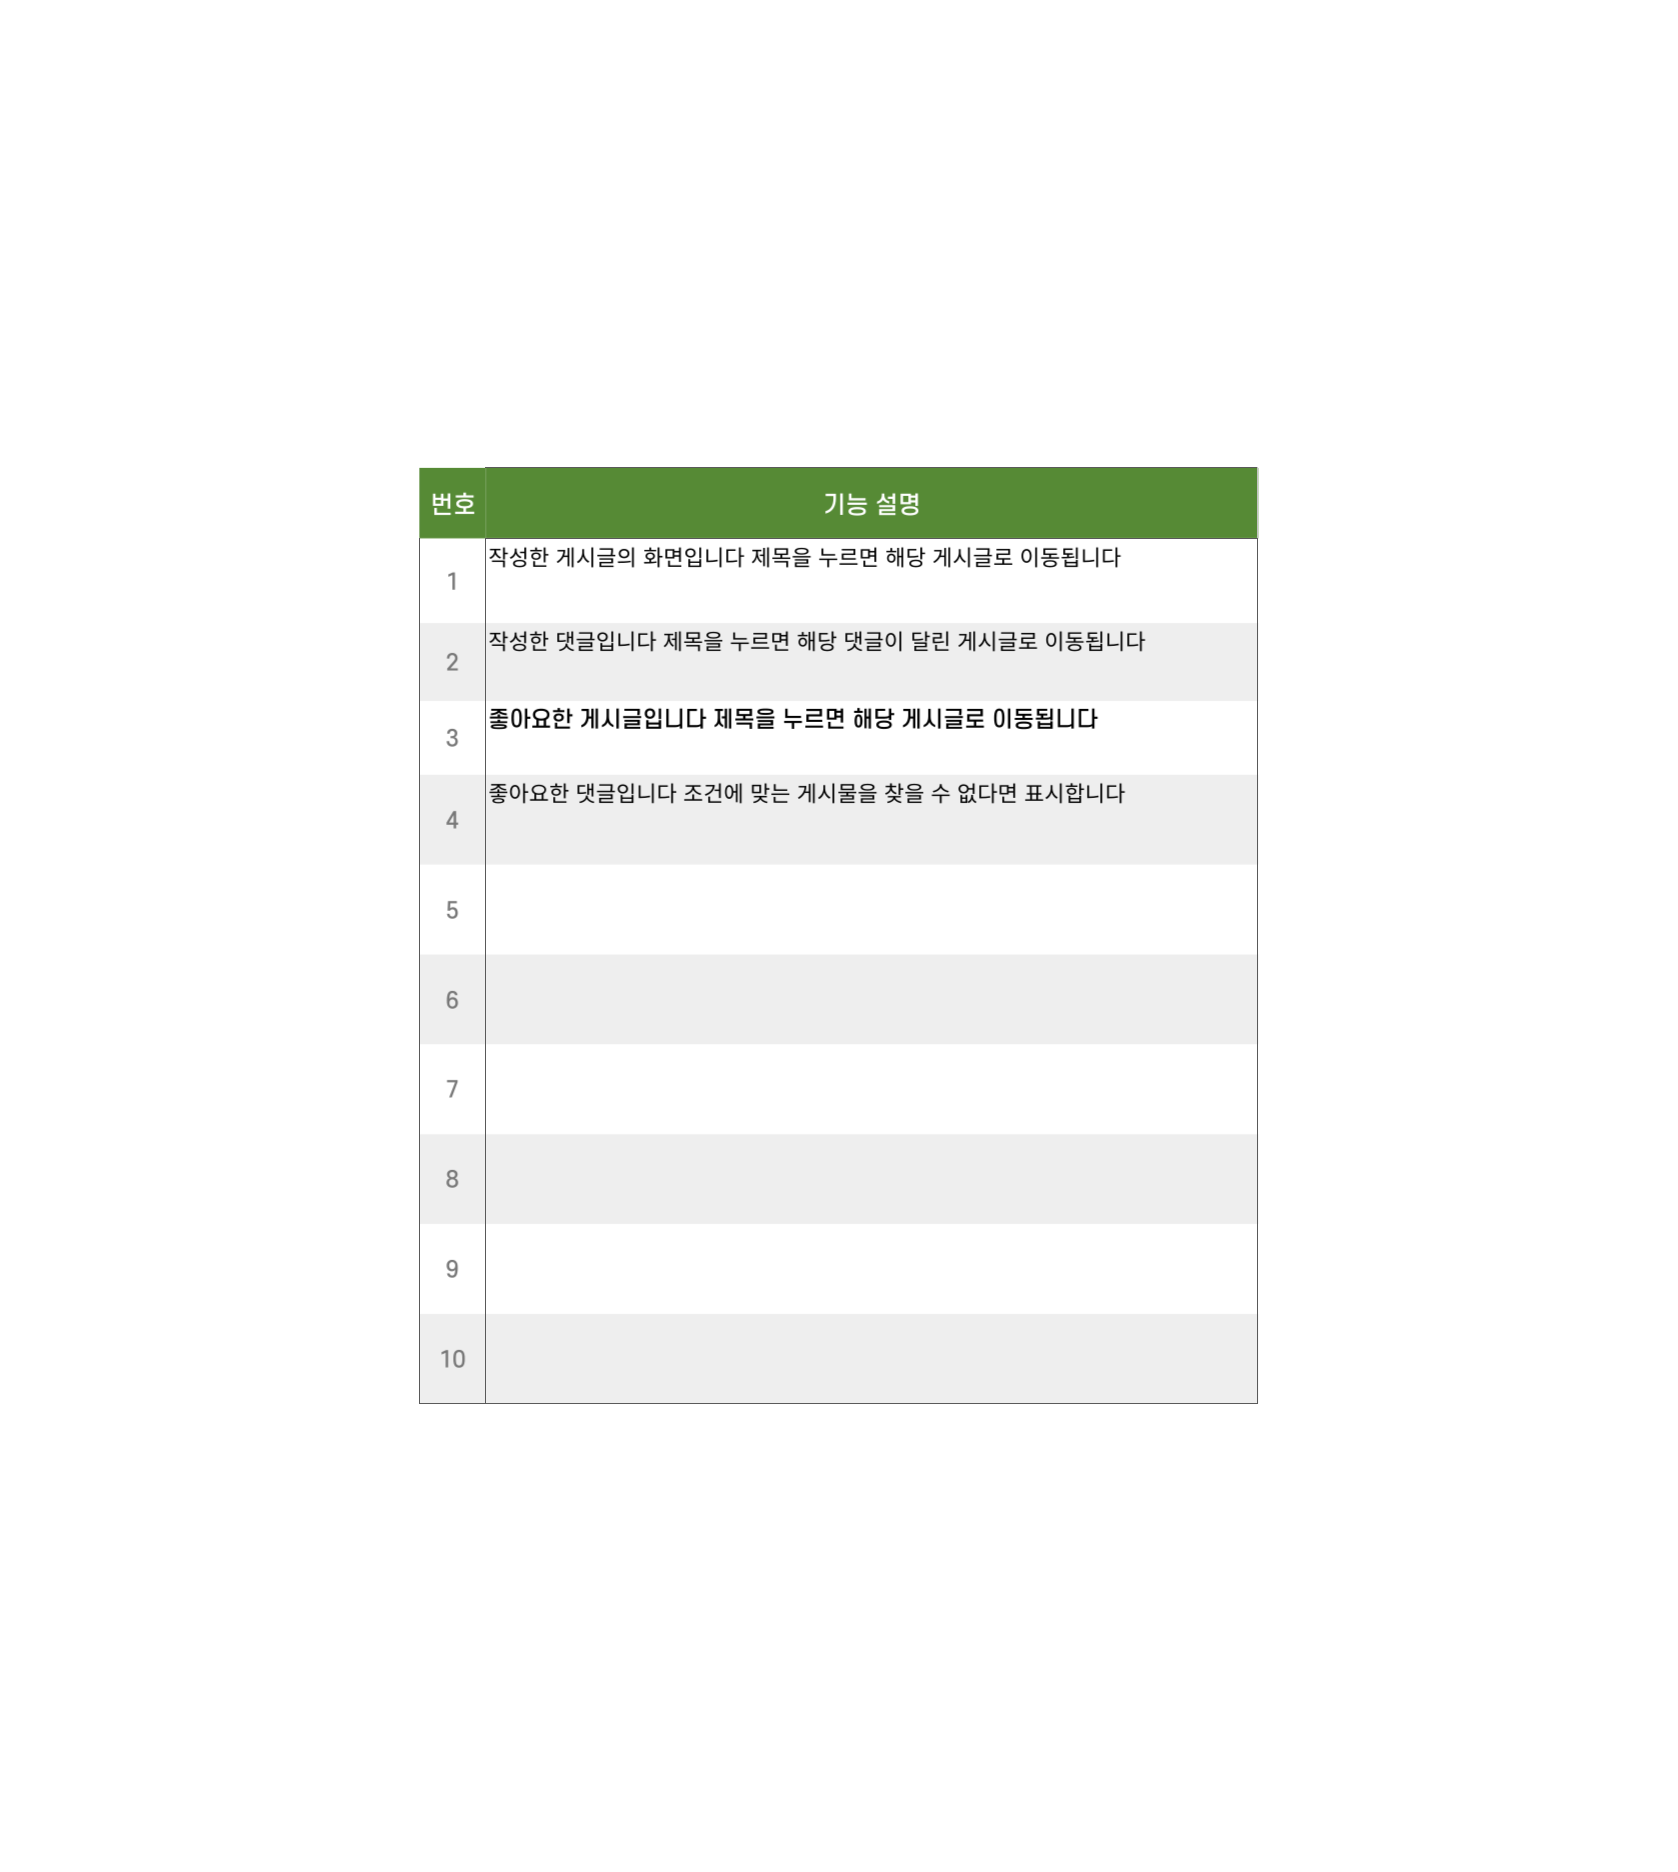 번호 기능 설명
1 작성한 게시글의 화면입니다 제목을 누르면 해당 게시글로 이동됩니다
2 작성한 댓글입니다 제목을 누르면 해당 댓글이 달린 게시글로 이동됩니다
3 좋아요한 게시글입니다 제목을 누르면 해당 게시글로 이동됩니다
4 좋아요한 댓글입니다 조건에 맞는 게시물을 찾을 수 없다면 표시합니다
5
6
7
8
9
10